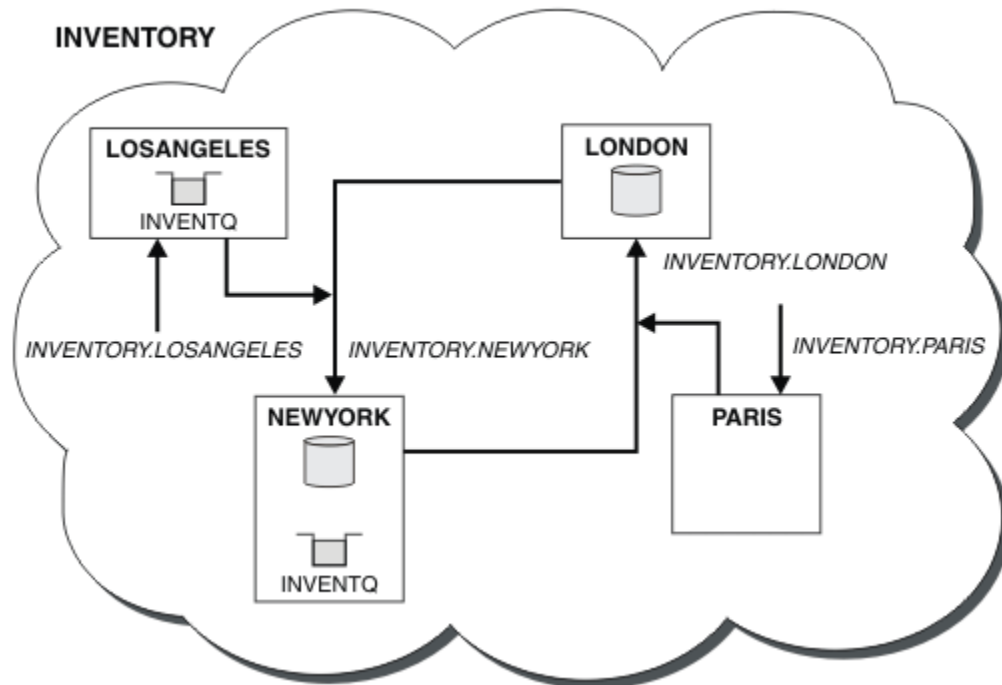 INVENTORY
LOSANGELES
INVENTQ
LONDON
INVENTORY.LONDON
INVENTORY.LOSANGELES
INVENTORY.NEWYORK
INVENTORY.PARIS
NEWYORK
INVENTQ
PARIS